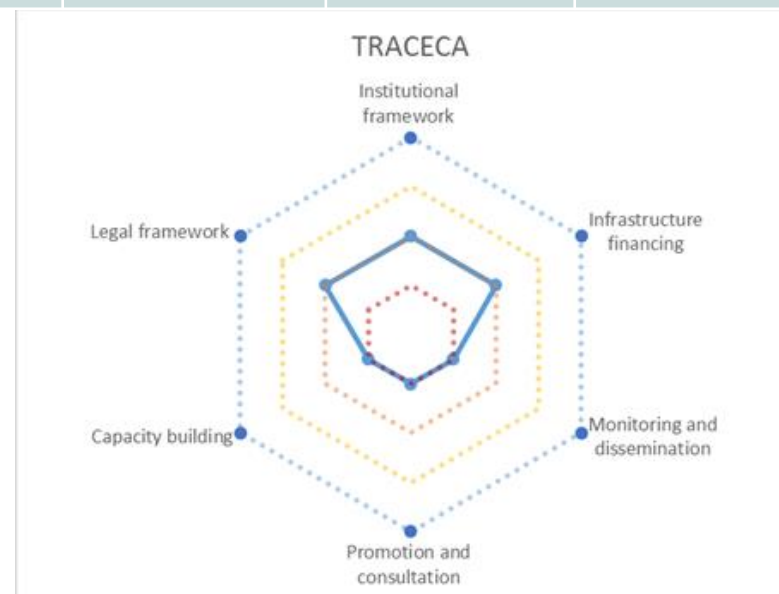 TRACECA
Institutional
framework
Legal framework
Infrastructure
financing
Capacity building
Monitoring and
dissemination
Promotion and
consultation